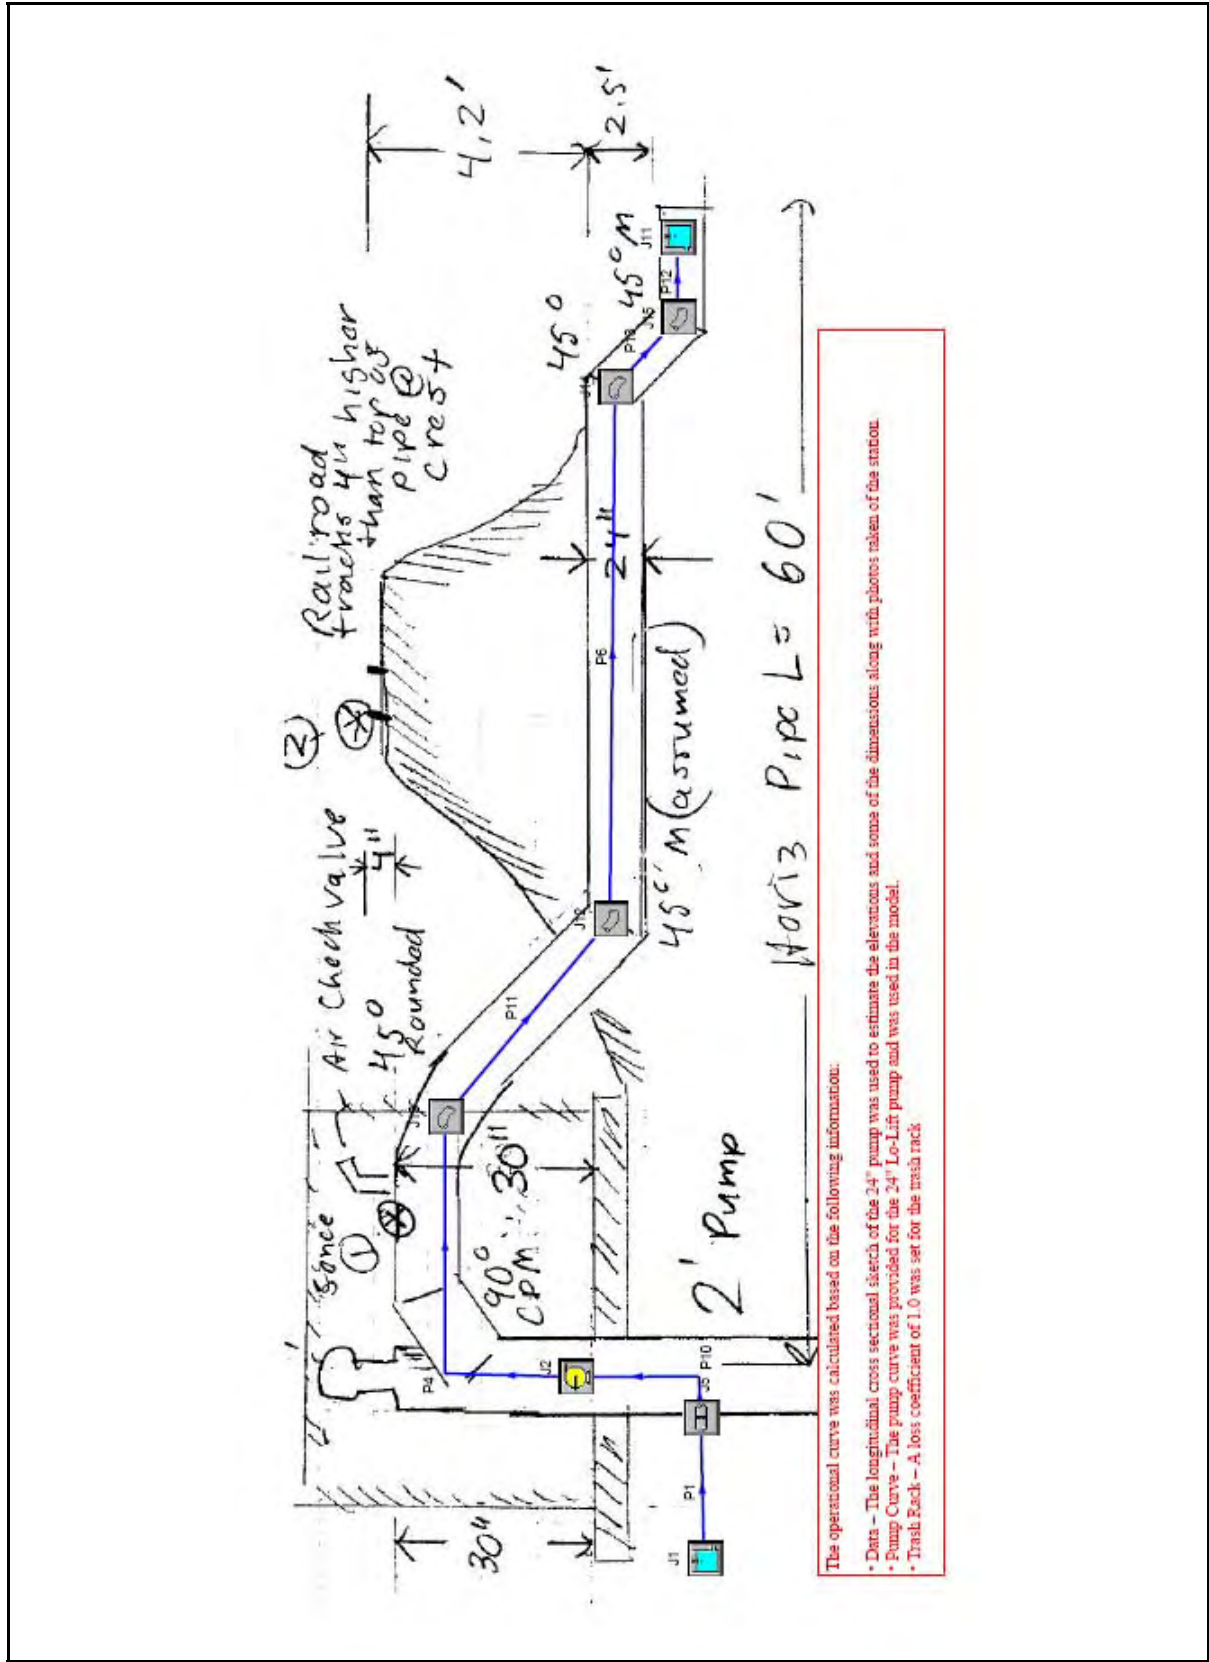 Railroad
tracks 4" higher
than top of
pipe @
crest
4.2'
2.5'
②
Air Check valve
4"
45°
Rounded
same
①
45°
45° M
J11
P12
J15
P13
24"
P6
P11
45° M (assumed)
30"
90°
CPM
30"
P4
J2
P10
J5
P1
J1
2' Pump
Horiz Pipe L = 60'
The operational curve was calculated based on the following information:
• Data – The longitudinal cross sectional sketch of the 24" pump was used to estimate the elevations and some of the dimensions along with photos taken of the station.
• Pump Curve – The pump curve was provided for the 24" Lo-Lift pump and was used in the model.
• Trash Rack – A loss coefficient of 1.0 was set for the trash rack